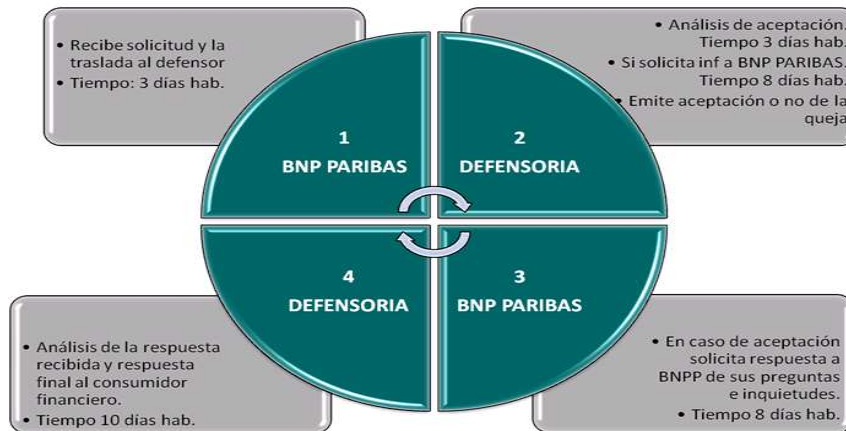 • Recibe solicitud y la
traslada al defensor
• Tiempo: 3 días hab.
• Análisis de aceptación.
Tiempo 3 días hab.
• Si solicita inf a BNP PARIBAS.
Tiempo 8 días hab.
• Emite aceptación o no de la
queja
1
BNP PARIBAS
2
DEFENSORIA
4
DEFENSORIA
3
BNP PARIBAS
• Análisis de la respuesta
recibida y respuesta
final al consumidor
financiero.
• Tiempo 10 días hab.
• En caso de aceptación
solicita respuesta a
BNPP de sus preguntas
e inquietudes.
• Tiempo 8 días hab.